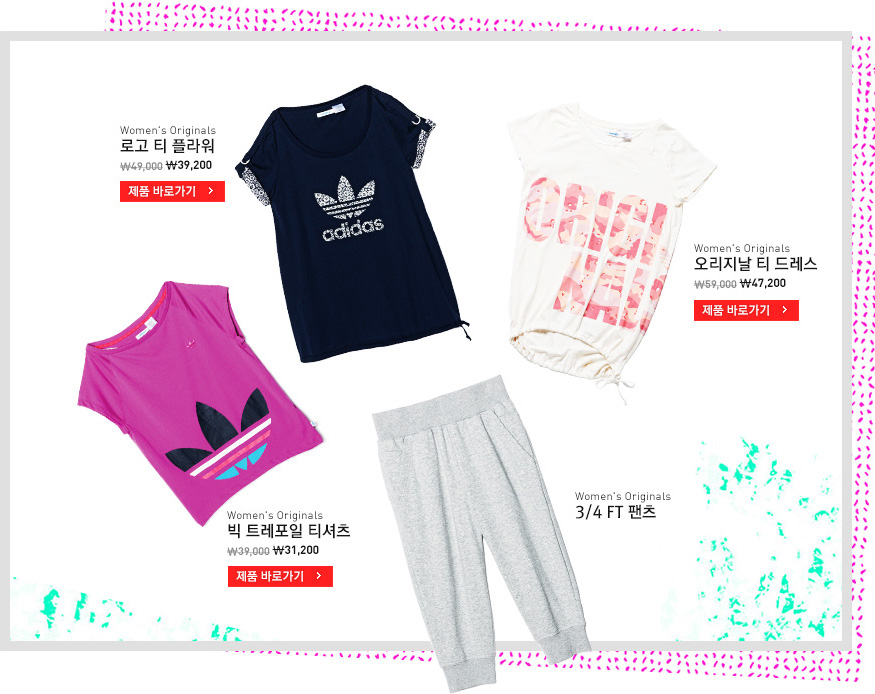 Women's Originals
로고 티 플라워
₩49,000 ₩39,200
제품 바로가기 >
adidas
Women's Originals
오리지날 티 드레스
₩59,000 ₩47,200
제품 바로가기 >
Women's Originals
빅 트레포일 티셔츠
₩39,000 ₩31,200
제품 바로가기 >
Women's Originals
3/4 FT 팬츠